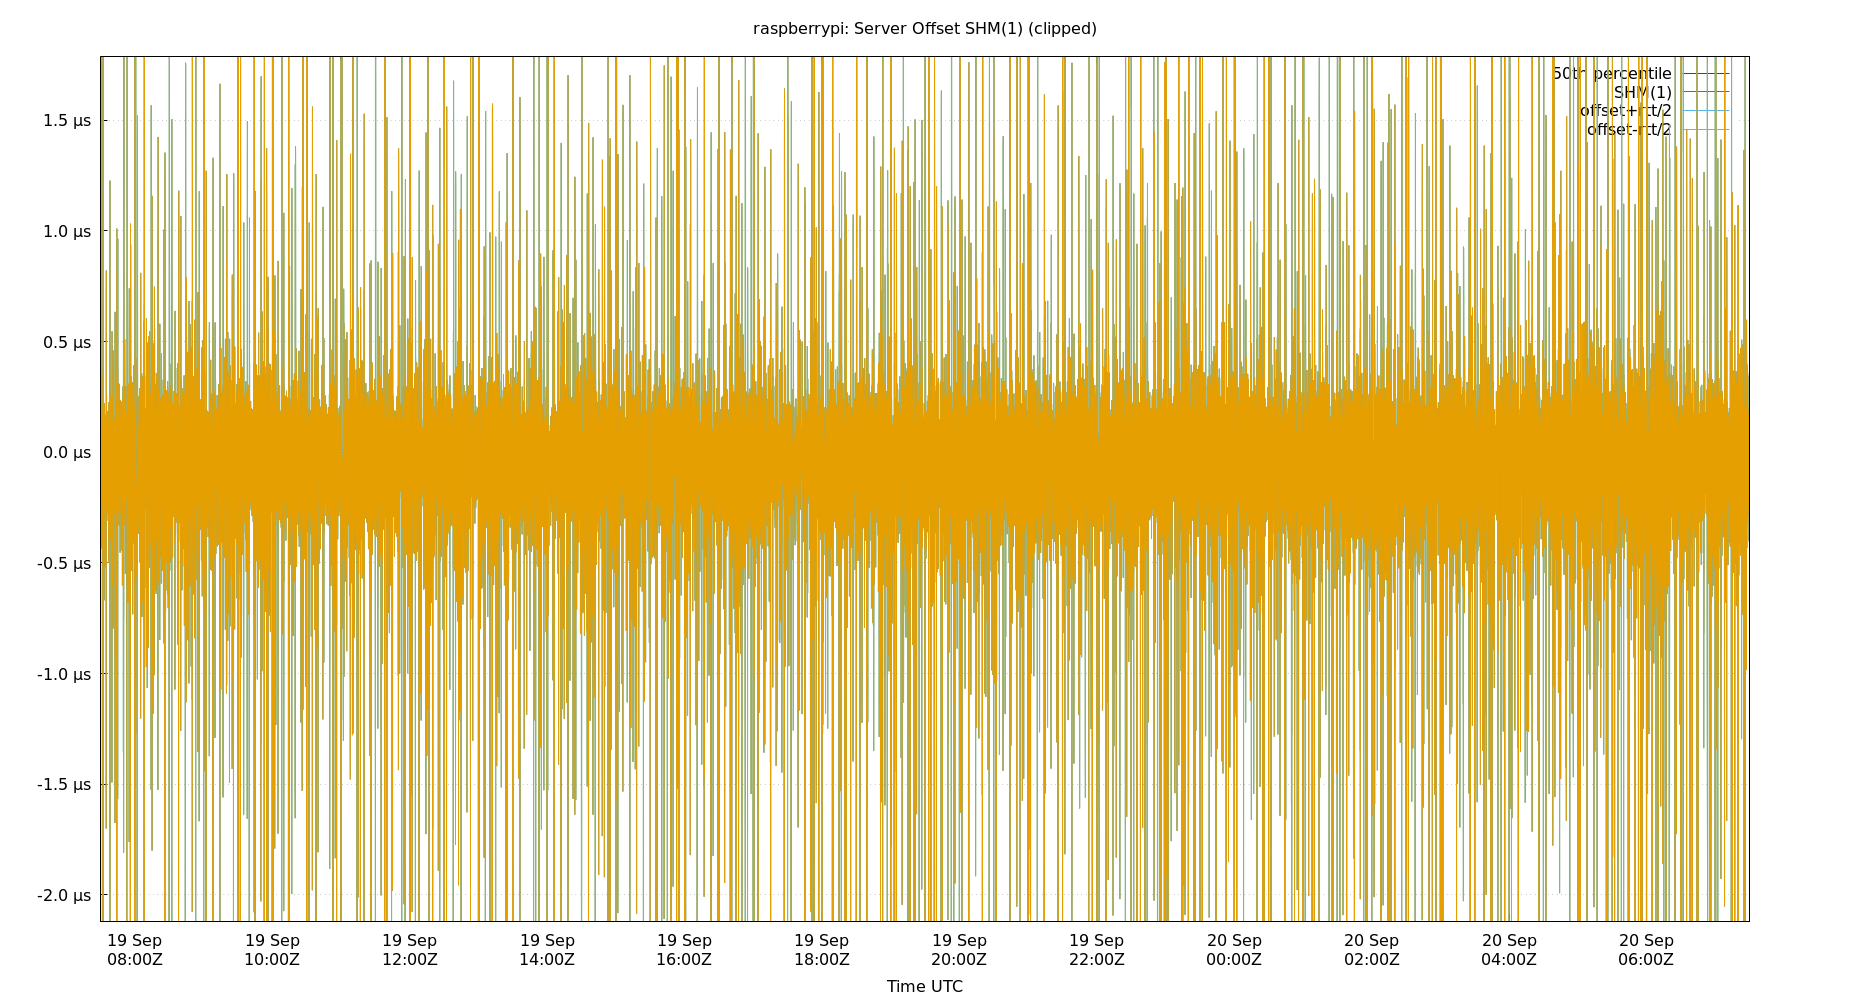 raspberrypi: Server Offset SHM(1) (clipped)
50th percentile
SHM(1)
offset+rtt/2
offset-rtt/2
1.5 µs
1.0 µs
0.5 µs
0.0 µs
-0.5 µs
-1.0 µs
-1.5 µs
-2.0 µs
19 Sep 19 Sep 19 Sep 19 Sep 19 Sep 19 Sep 19 Sep 19 Sep 20 Sep 20 Sep 20 Sep 20 Sep
08:00Z 10:00Z 12:00Z 14:00Z 16:00Z 18:00Z 20:00Z 22:00Z 00:00Z 02:00Z 04:00Z 06:00Z
Time UTC